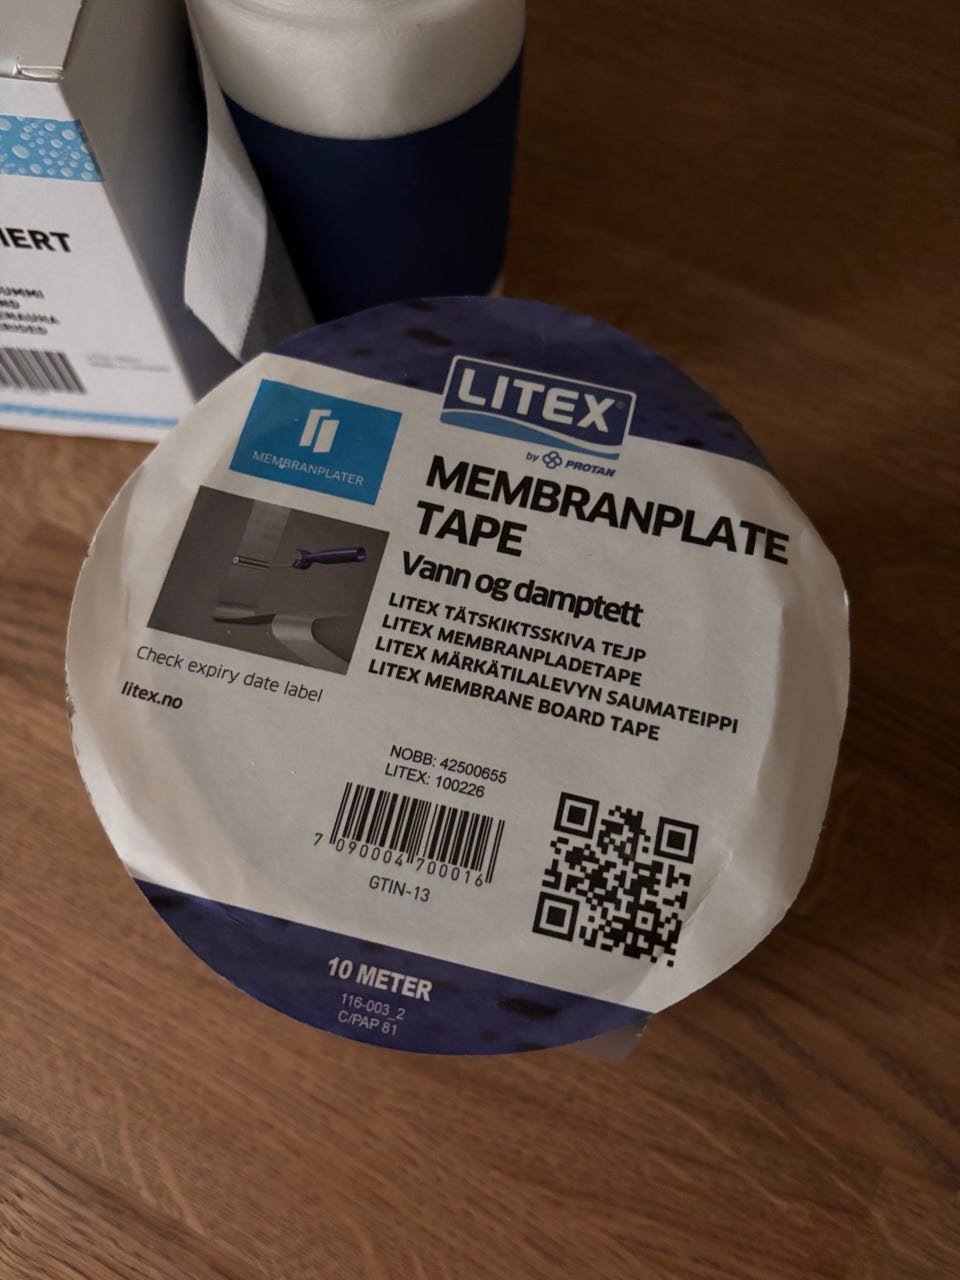 IERT
UMMI
LITEX®
by PROTAN
MEMBRANPLATER
MEMBRANPLATE
TAPE
Vann og damptett
LITEX TÄTSKIKTSSKIVA TEJP
LITEX MEMBRANPLADETAPE
LITEX MÄRKÄTILALEVYN SAUMATEIPPI
LITEX MEMBRANE BOARD TAPE
Check expiry date label
litex.no
NOBB: 42500655
LITEX: 100226
7 090004 700016
GTIN-13
10 METER
116-003_2
C/PAP 81